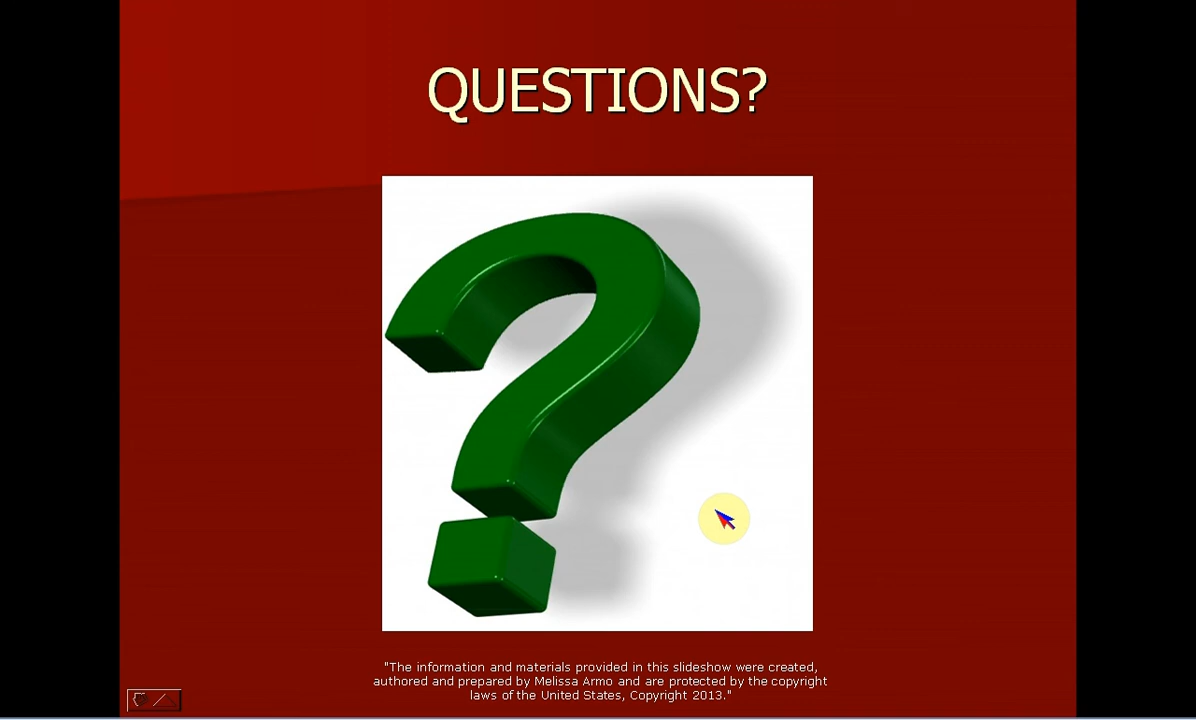 QUESTIONS?
"The information and materials provided in this slideshow were created,
authored and prepared by Melissa Armo and are protected by the copyright
laws of the United States, Copyright 2013."